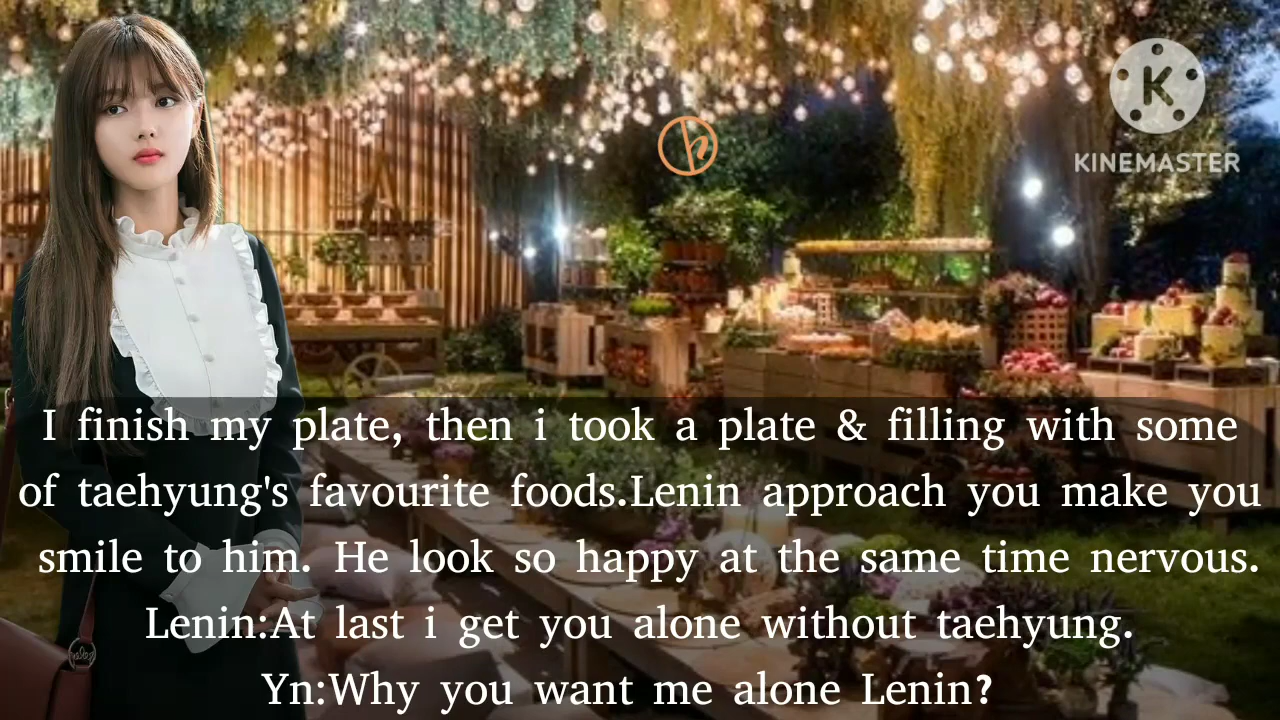 K
KINEMASTER
h
I finish my plate, then i took a plate & filling with some
of taehyung's favourite foods.Lenin approach you make you
smile to him. He look so happy at the same time nervous.
Lenin:At last i get you alone without taehyung.
Yn:Why you want me alone Lenin?